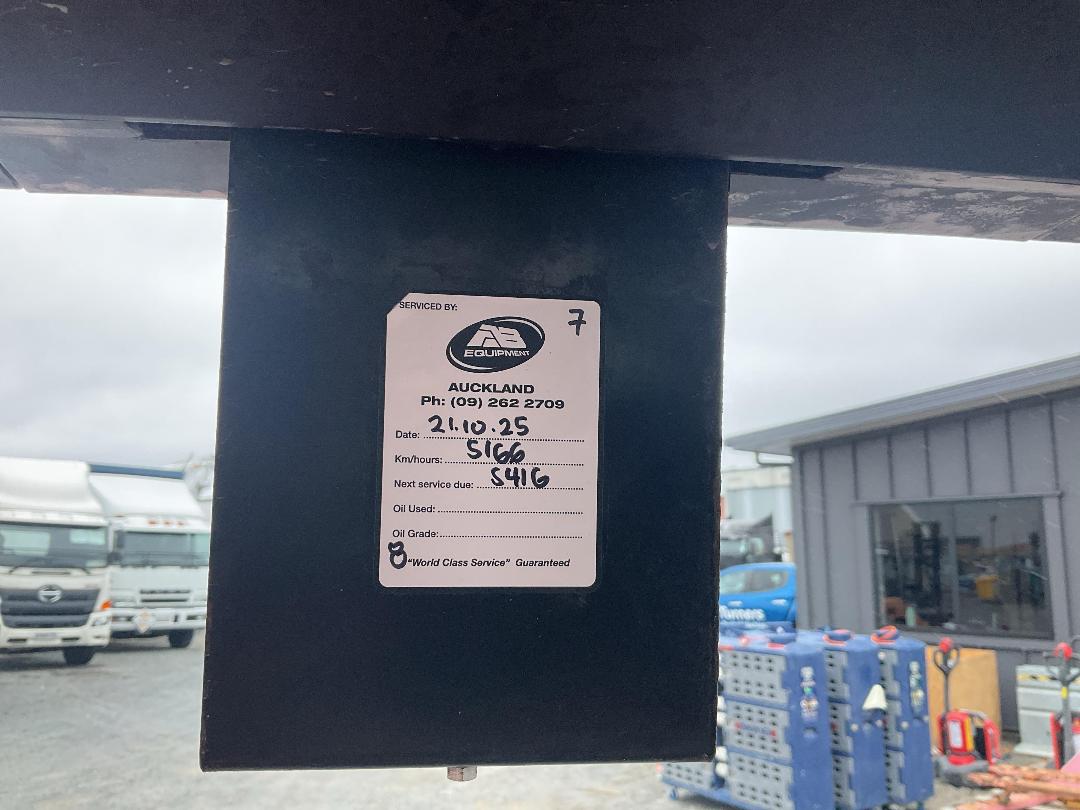 SERVICED BY:
7
AB
EQUIPMENT
AUCKLAND
Ph: (09) 262 2709
Date: 21.10.25
Km/hours: 5166
Next service due: 5416
Oil Used:
Oil Grade:
8 "World Class Service" Guaranteed
Turners